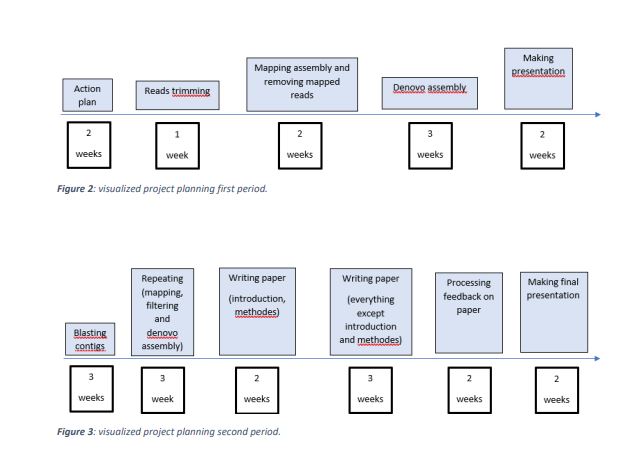 Action
plan
Reads trimming
Mapping assembly and
removing mapped
reads
Denovo assembly
Making
presentation
2
weeks
1
week
2
weeks
3
weeks
2
weeks
Figure 2: visualized project planning first period.
Blasting
contigs
Repeating
(mapping,
filtering
and
denovo
assembly)
Writing paper
(introduction,
methodes)
Writing paper
(everything
except
introduction
and methodes)
Processing
feedback on
paper
Making final
presentation
3
weeks
3
week
2
weeks
3
weeks
2
weeks
2
weeks
Figure 3: visualized project planning second period.